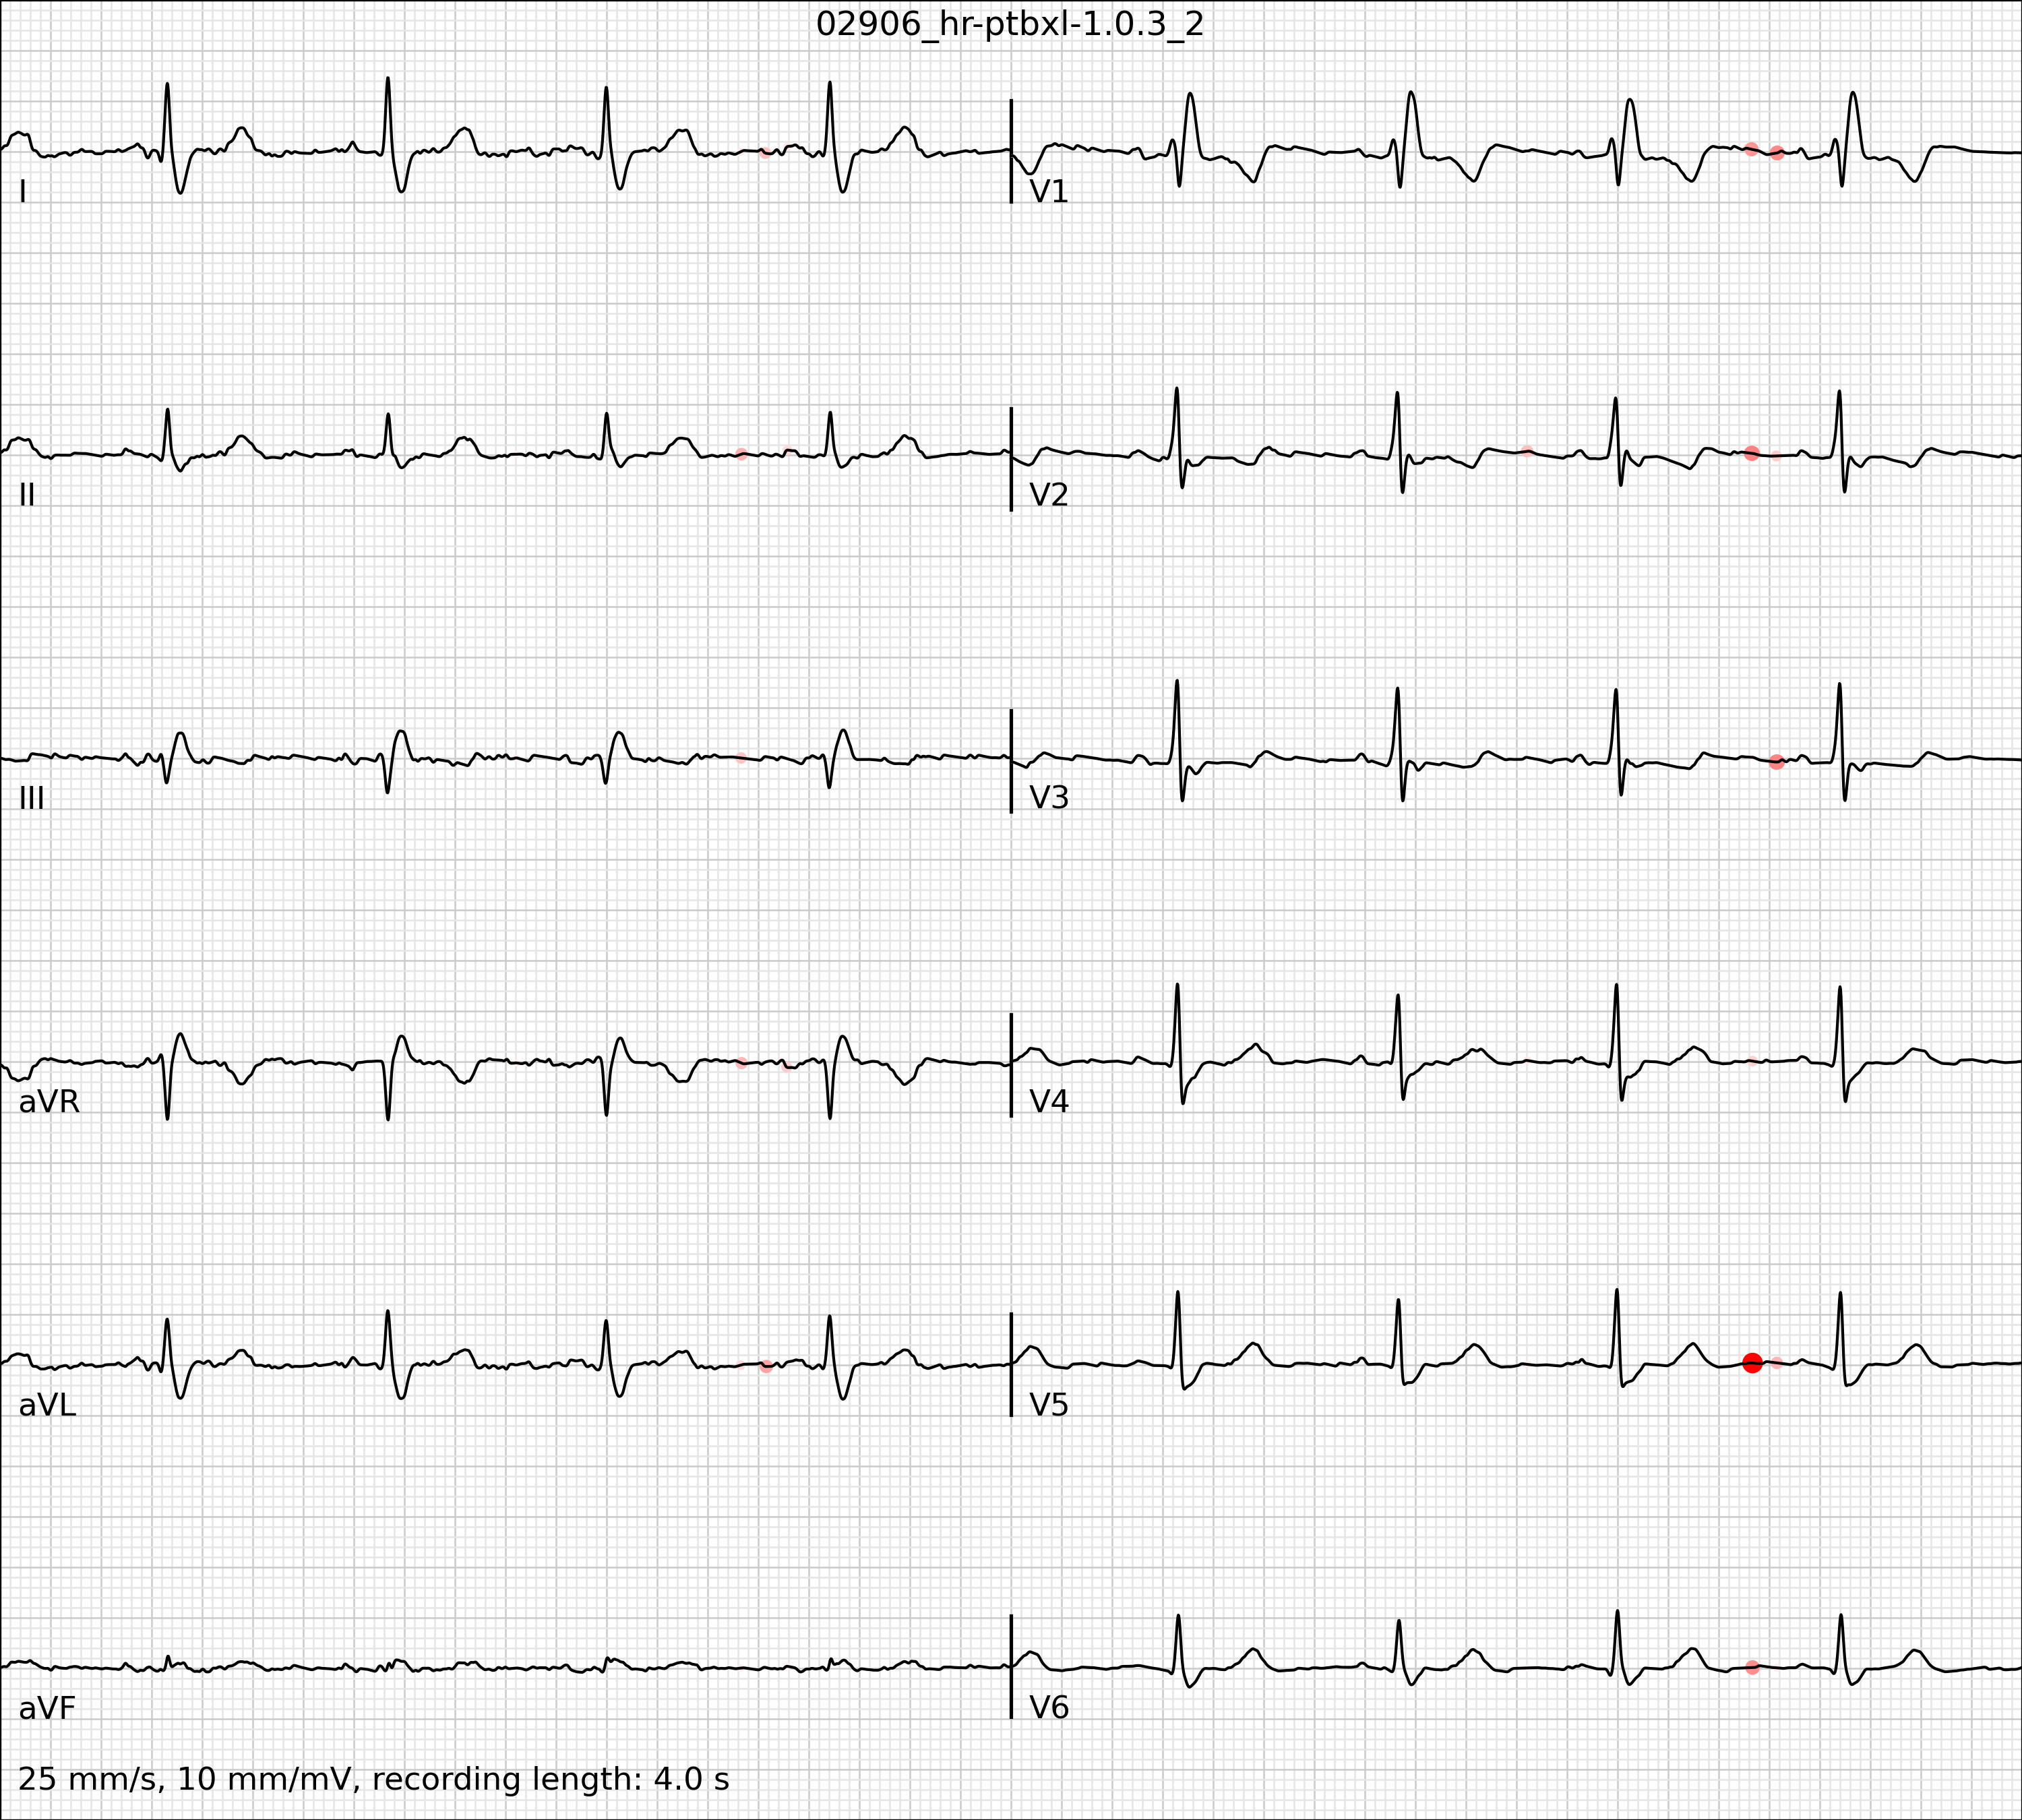 02906_hr-ptbxl-1.0.3_2
I
V1
II
V2
III
V3
aVR
V4
aVL
V5
aVF
V6
25 mm/s, 10 mm/mV, recording length: 4.0 s